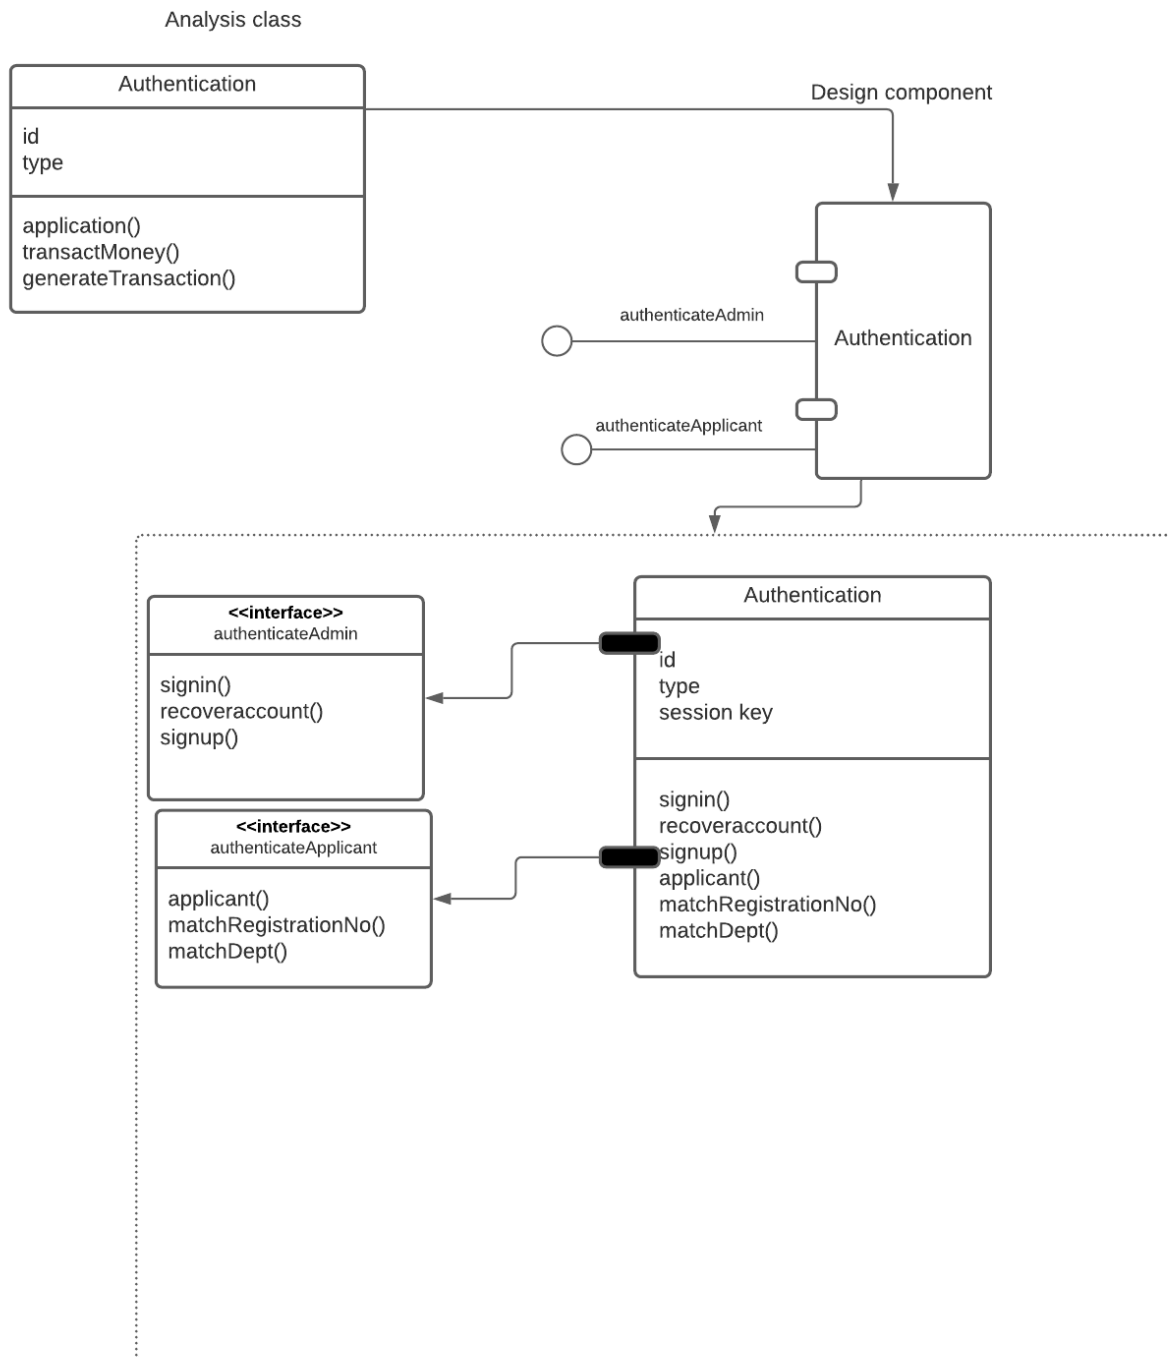 Analysis class
Authentication
id
type
application()
transactMoney()
generateTransaction()
Design component
authenticateAdmin
Authentication
authenticateApplicant
<<interface>>
authenticateAdmin
signin()
recoveraccount()
signup()
<<interface>>
authenticateApplicant
applicant()
matchRegistrationNo()
matchDept()
Authentication
id
type
session key
signin()
recoveraccount()
signup()
applicant()
matchRegistrationNo()
matchDept()